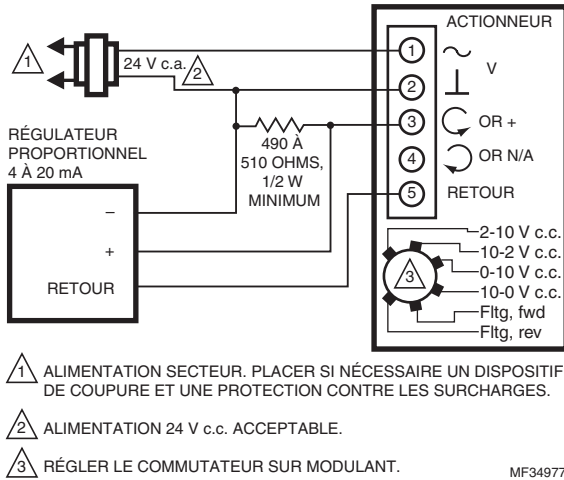 ACTIONNEUR
1
24 V c.a.
2
1
V
2
RÉGULATEUR
PROPORTIONNEL
4 À 20 mA
490 À
510 OHMS,
1/2 W
MINIMUM
3
OR +
4
OR N/A
5
RETOUR
–
+
RETOUR
3
2-10 V c.c.
10-2 V c.c.
0-10 V c.c.
10-0 V c.c.
Fltg, fwd
Fltg, rev
1 ALIMENTATION SECTEUR. PLACER SI NÉCESSAIRE UN DISPOSITIF
DE COUPURE ET UNE PROTECTION CONTRE LES SURCHARGES.
2 ALIMENTATION 24 V c.c. ACCEPTABLE.
3 RÉGLER LE COMMUTATEUR SUR MODULANT.
MF34977